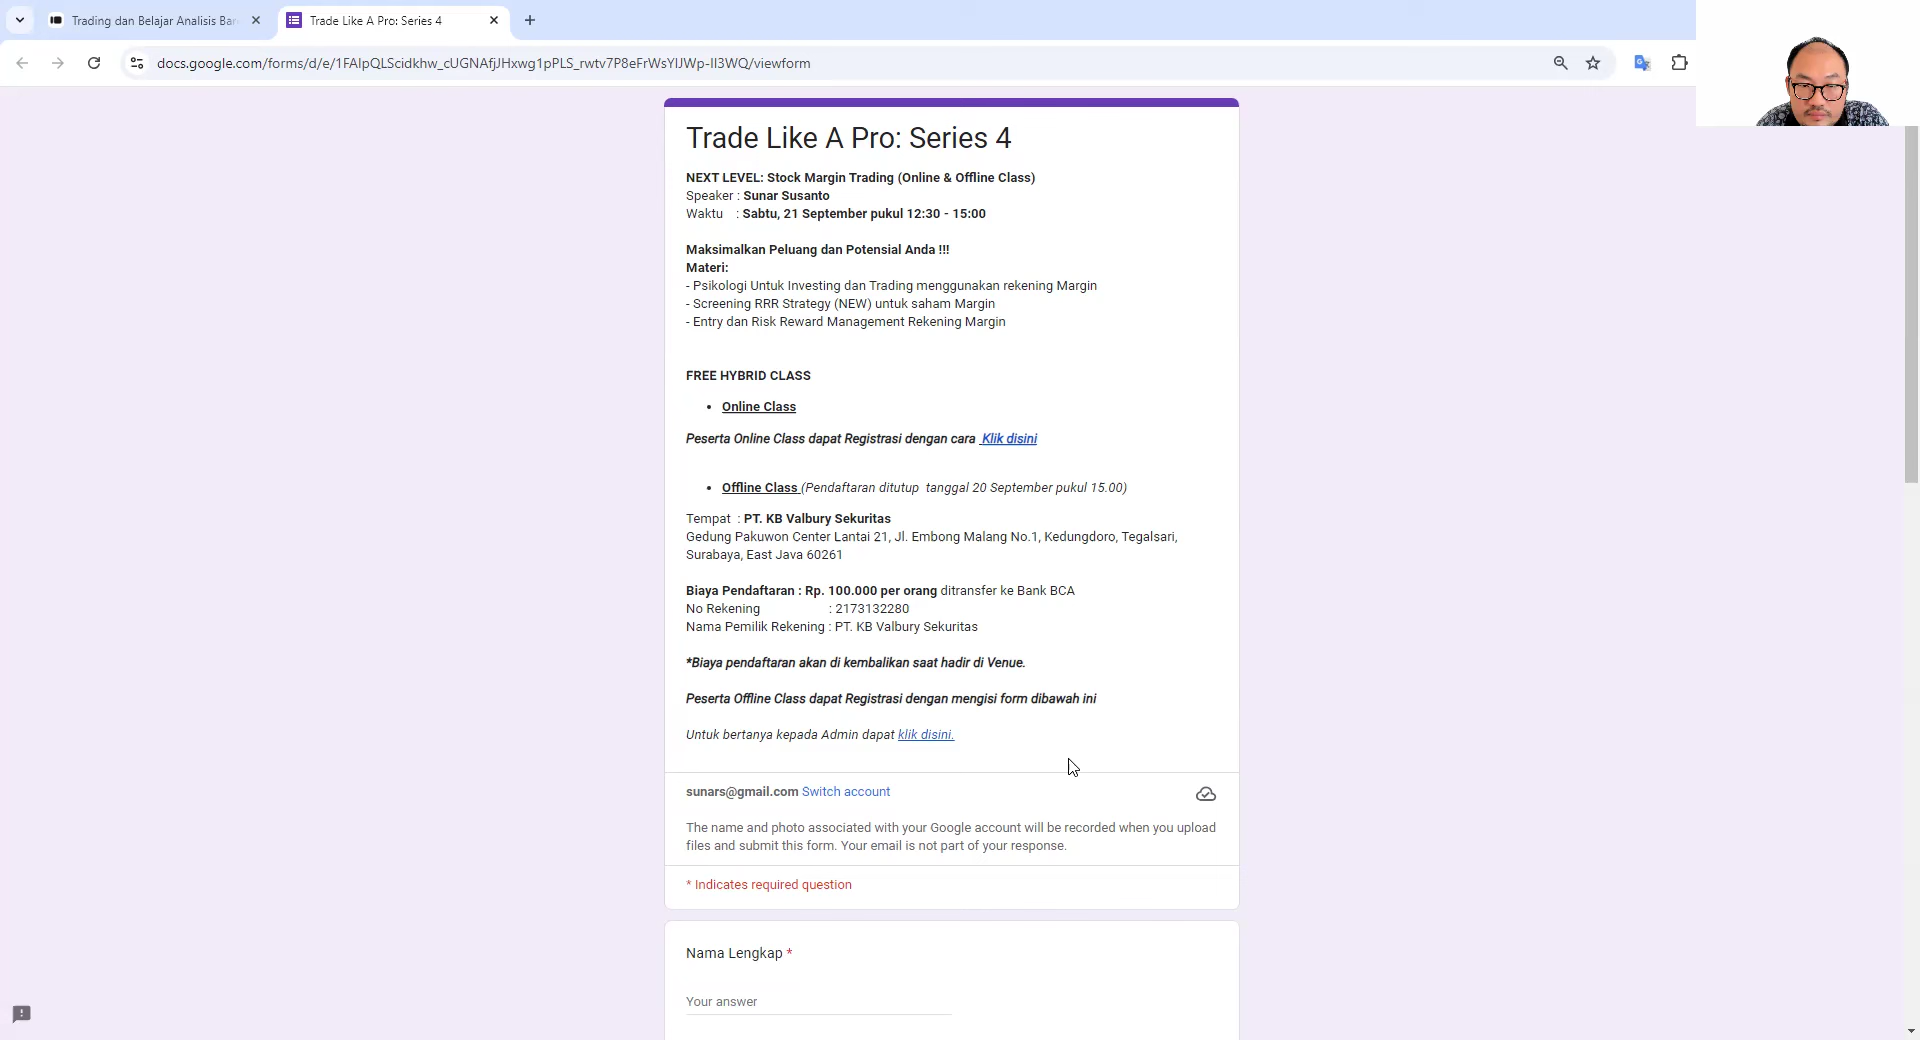 Trading dan Belajar Analisis Ban
Trade Like A Pro: Series 4
docs.google.com/forms/d/e/1FAIpQLScidkhw_cUGNAfjJHxwg1pPLS_rwtv7P8eFrWsYIJWp-II3WQ/viewform
Trade Like A Pro: Series 4
NEXT LEVEL: Stock Margin Trading (Online & Offline Class)
Speaker : Sunar Susanto
Waktu : Sabtu, 21 September pukul 12:30 - 15:00
Maksimalkan Peluang dan Potensial Anda !!!
Materi:
- Psikologi Untuk Investing dan Trading menggunakan rekening Margin
- Screening RRR Strategy (NEW) untuk saham Margin
- Entry dan Risk Reward Management Rekening Margin
FREE HYBRID CLASS
• Online Class
Peserta Online Class dapat Registrasi dengan cara Klik disini
• Offline Class (Pendaftaran ditutup tanggal 20 September pukul 15.00)
Tempat : PT. KB Valbury Sekuritas
Gedung Pakuwon Center Lantai 21, Jl. Embong Malang No.1, Kedungdoro, Tegalsari,
Surabaya, East Java 60261
Biaya Pendaftaran : Rp. 100.000 per orang ditransfer ke Bank BCA
No Rekening : 2173132280
Nama Pemilik Rekening : PT. KB Valbury Sekuritas
*Biaya pendaftaran akan di kembalikan saat hadir di Venue.
Peserta Offline Class dapat Registrasi dengan mengisi form dibawah ini
Untuk bertanya kepada Admin dapat klik disini.
sunars@gmail.com Switch account
The name and photo associated with your Google account will be recorded when you upload
files and submit this form. Your email is not part of your response.
* Indicates required question
Nama Lengkap *
Your answer